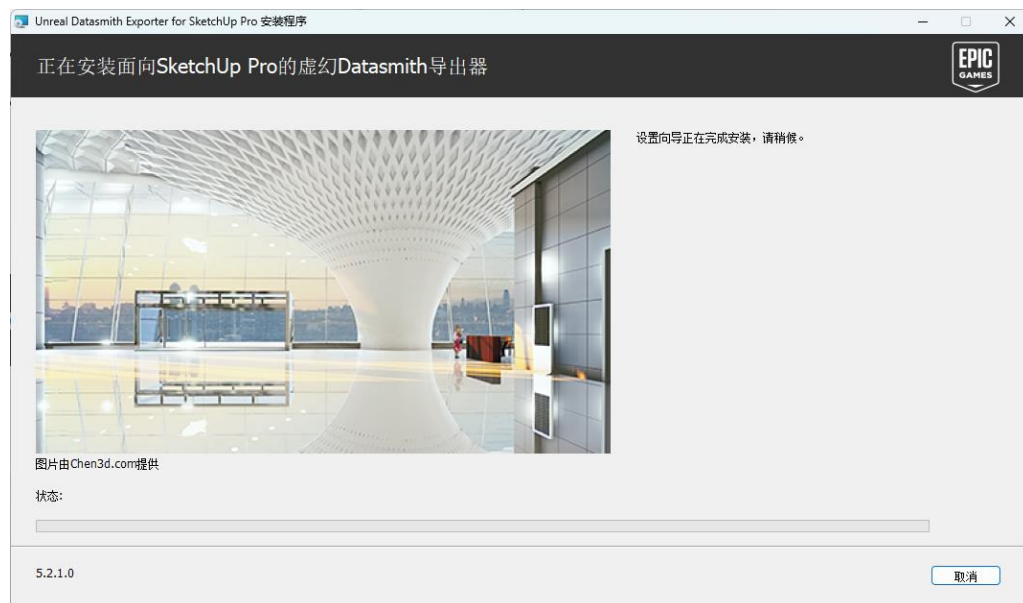 Unreal Datasmith Exporter for SketchUp Pro 安装程序
正在安装面向SketchUp Pro的虚幻Datasmith导出器
EPIC
GAMES
设置向导正在完成安装，请稍候。
图片由Chen3d.com提供
状态:
5.2.1.0
取消